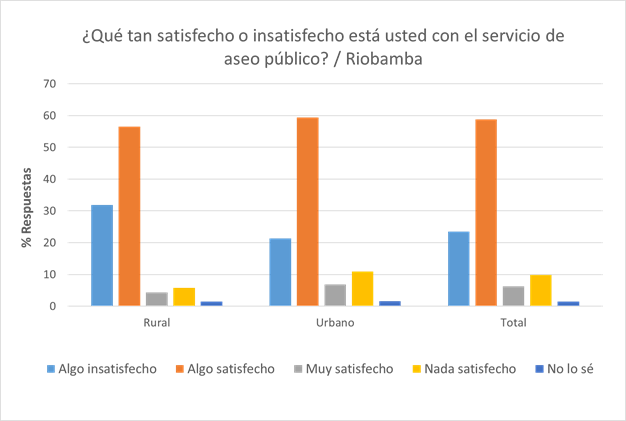 ¿Qué tan satisfecho o insatisfecho está usted con el servicio de
aseo público? / Riobamba
70
60
50
40
30
20
10
0
% Respuestas
Rural Urbano Total
Algo insatisfecho Algo satisfecho Muy satisfecho Nada satisfecho No lo sé